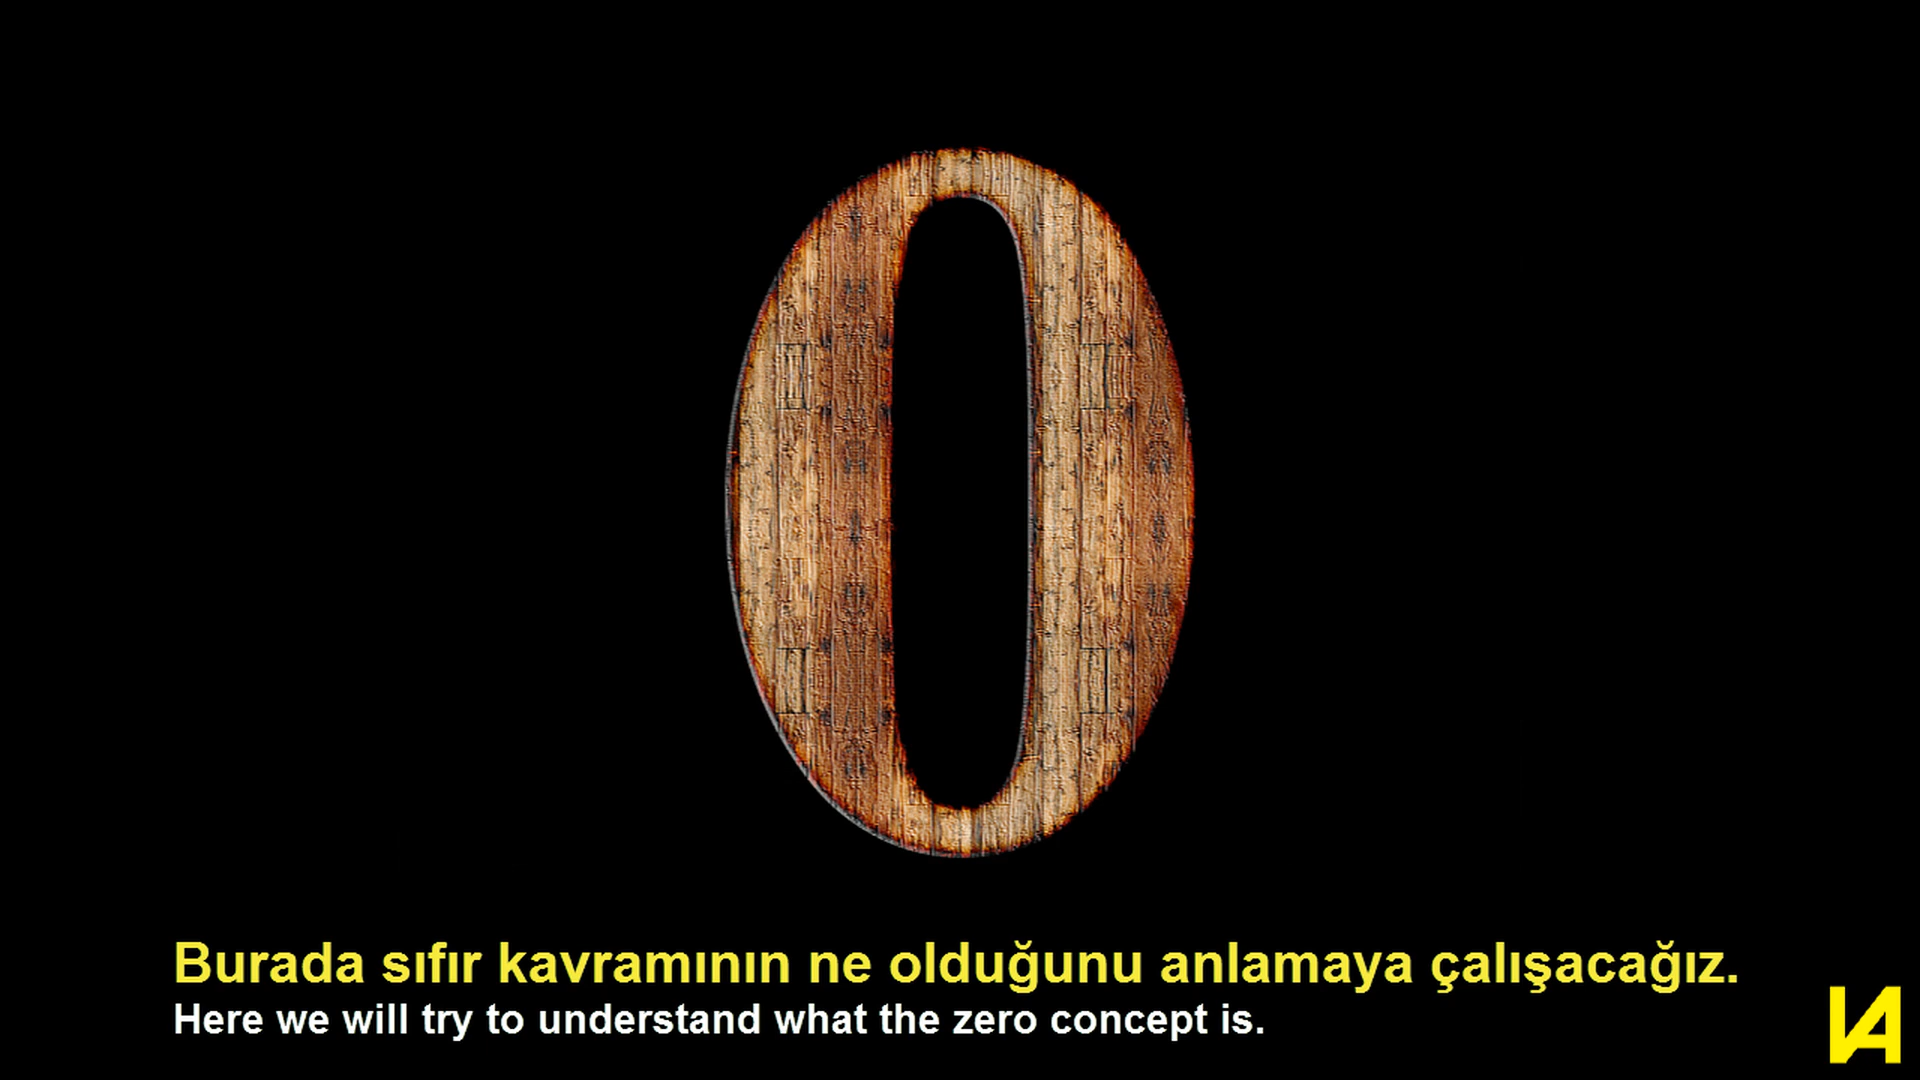 0
Burada sıfır kavramının ne olduğunu anlamaya çalışacağız.
Here we will try to understand what the zero concept is.